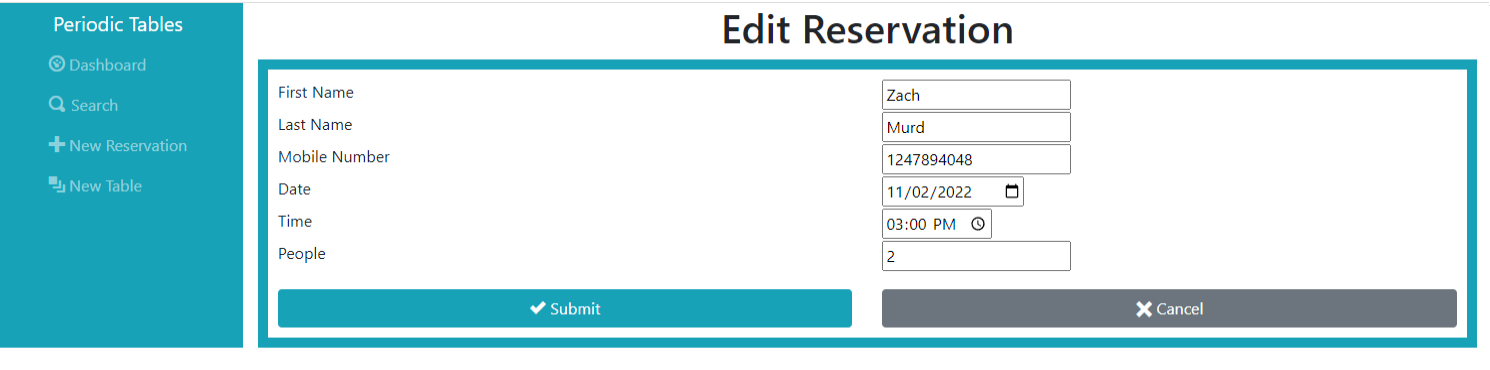 Periodic Tables
Dashboard
Search
New Reservation
New Table
Edit Reservation
First Name Zach
Last Name Murd
Mobile Number 1247894048
Date 11/02/2022
Time 03:00 PM
People 2
Submit Cancel